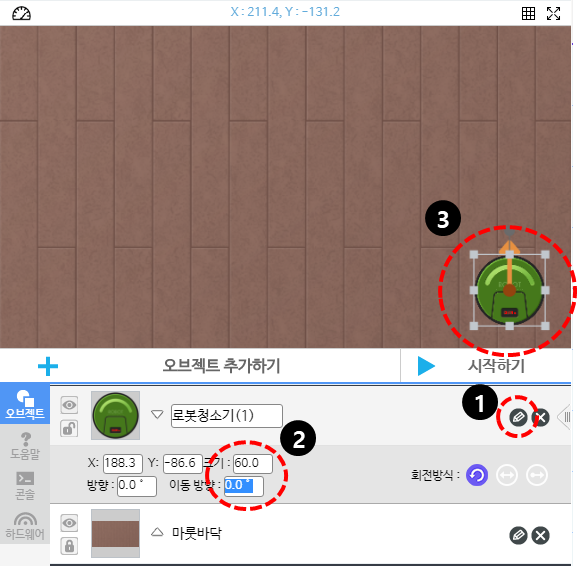 X : 211.4, Y : -131.2
3
오브젝트 추가하기
시작하기
오브젝트
도움말
콘솔
하드웨어
로봇청소기(1)
1
2
X: 188.3 Y: -86.6 크기 : 60.0
방향 : 0.0˚ 이동 방향 : 0.0˚
회전방식 :
마룻바닥